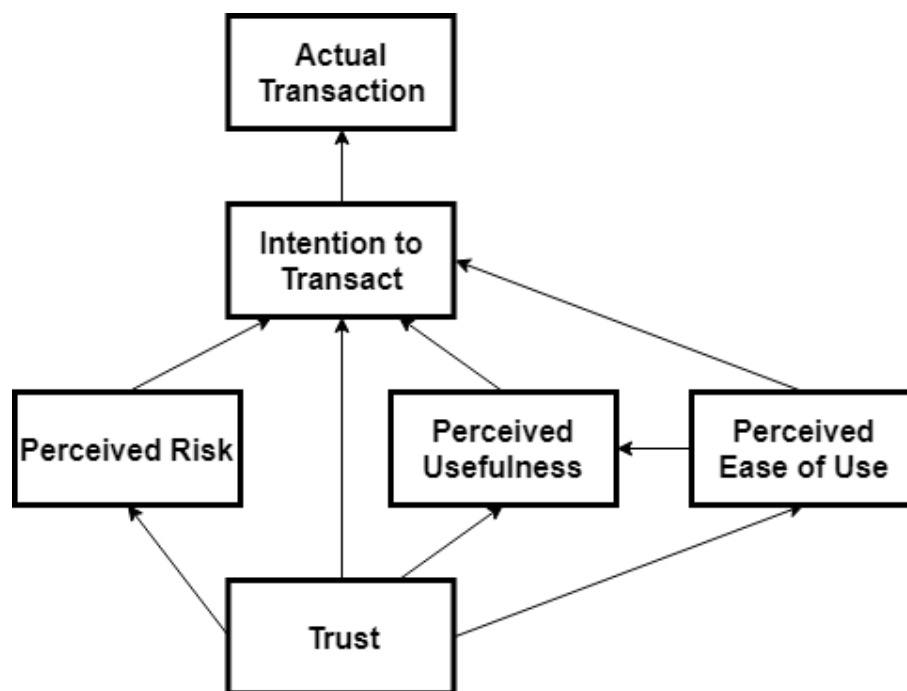 Actual
Transaction
Intention to
Transact
Perceived Risk
Perceived
Usefulness
Perceived
Ease of Use
Trust